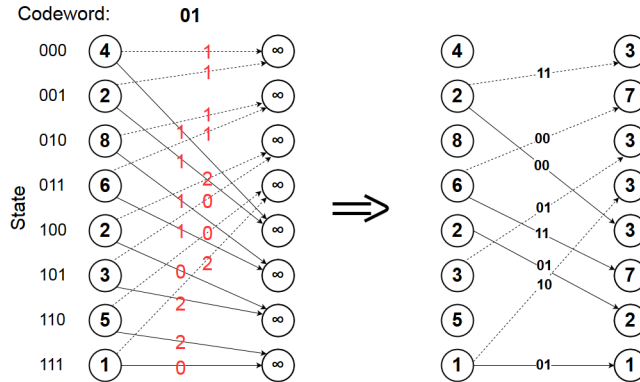 Codeword: 01
000 4 1 ∞ 4 3
1 11
001 2 ∞ 2 7
1
010 8 1 1 ∞ 8 00 3
1 00
011 6 2 ∞ 6 3
1 0 01
100 2 1 0 ∞ 2 11 3
0 2 01
101 3 ∞ 3 10 7
2
110 5 ∞ 5 2
2
111 1 0 ∞ 1 01 1
State